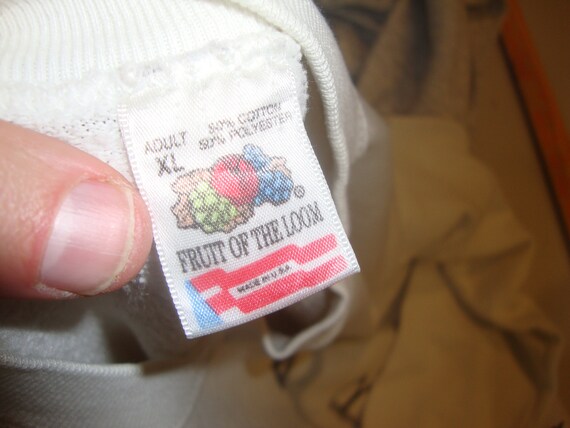 ADULT
XL
50% COTTON
50% POLYESTER
®
FRUIT OF THE LOOM
MADE IN U.S.A.